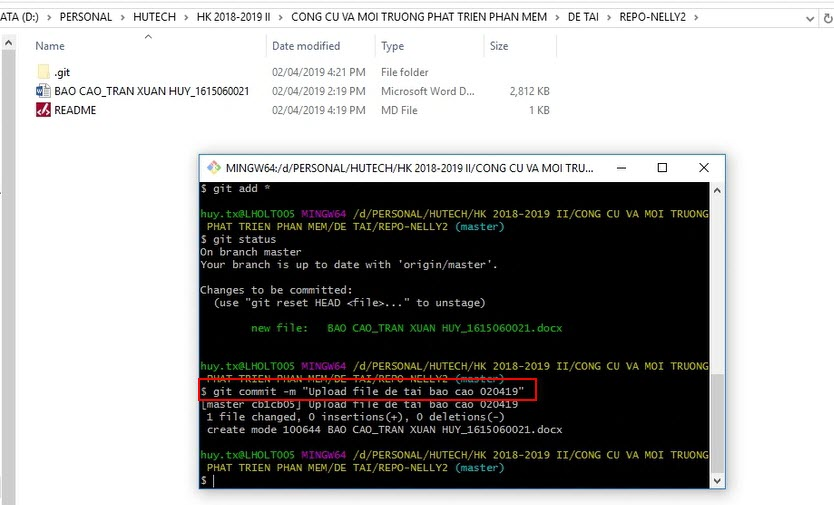 ATA (D:) > PERSONAL > HUTECH > HK 2018-2019 II > CONG CU VA MOI TRUONG PHAT TRIEN PHAN MEM > DE TAI > REPO-NELLY2 >
Name Date modified Type Size
.git 02/04/2019 4:21 PM File folder
BAO CAO_TRAN XUAN HUY_1615060021 02/04/2019 2:19 PM Microsoft Word D... 2,812 KB
README 02/04/2019 4:19 PM MD File 1 KB
MINGW64:/d/PERSONAL/HUTECH/HK 2018-2019 II/CONG CU VA MOI TRU...
$ git add *
huy.tx@LHOLT005 MINGW64 /d/PERSONAL/HUTECH/HK 2018-2019 II/CONG CU VA MOI TRUONG
PHAT TRIEN PHAN MEM/DE TAI/REPO-NELLY2 (master)
$ git status
On branch master
Your branch is up to date with 'origin/master'.
Changes to be committed:
(use "git reset HEAD <file>..." to unstage)
new file: BAO CAO_TRAN XUAN HUY_1615060021.docx
huy.tx@LHOLT005 MINGW64 /d/PERSONAL/HUTECH/HK 2018-2019 II/CONG CU VA MOI TRUONG
PHAT TRIEN PHAN MEM/DE TAI/REPO-NELLY2 (master)
$ git commit -m "Upload file de tai bao cao 020419"
[master cb1cb05] Upload file de tai bao cao 020419
1 file changed, 0 insertions(+), 0 deletions(-)
create mode 100644 BAO CAO_TRAN XUAN HUY_1615060021.docx
huy.tx@LHOLT005 MINGW64 /d/PERSONAL/HUTECH/HK 2018-2019 II/CONG CU VA MOI TRUONG
PHAT TRIEN PHAN MEM/DE TAI/REPO-NELLY2 (master)
$